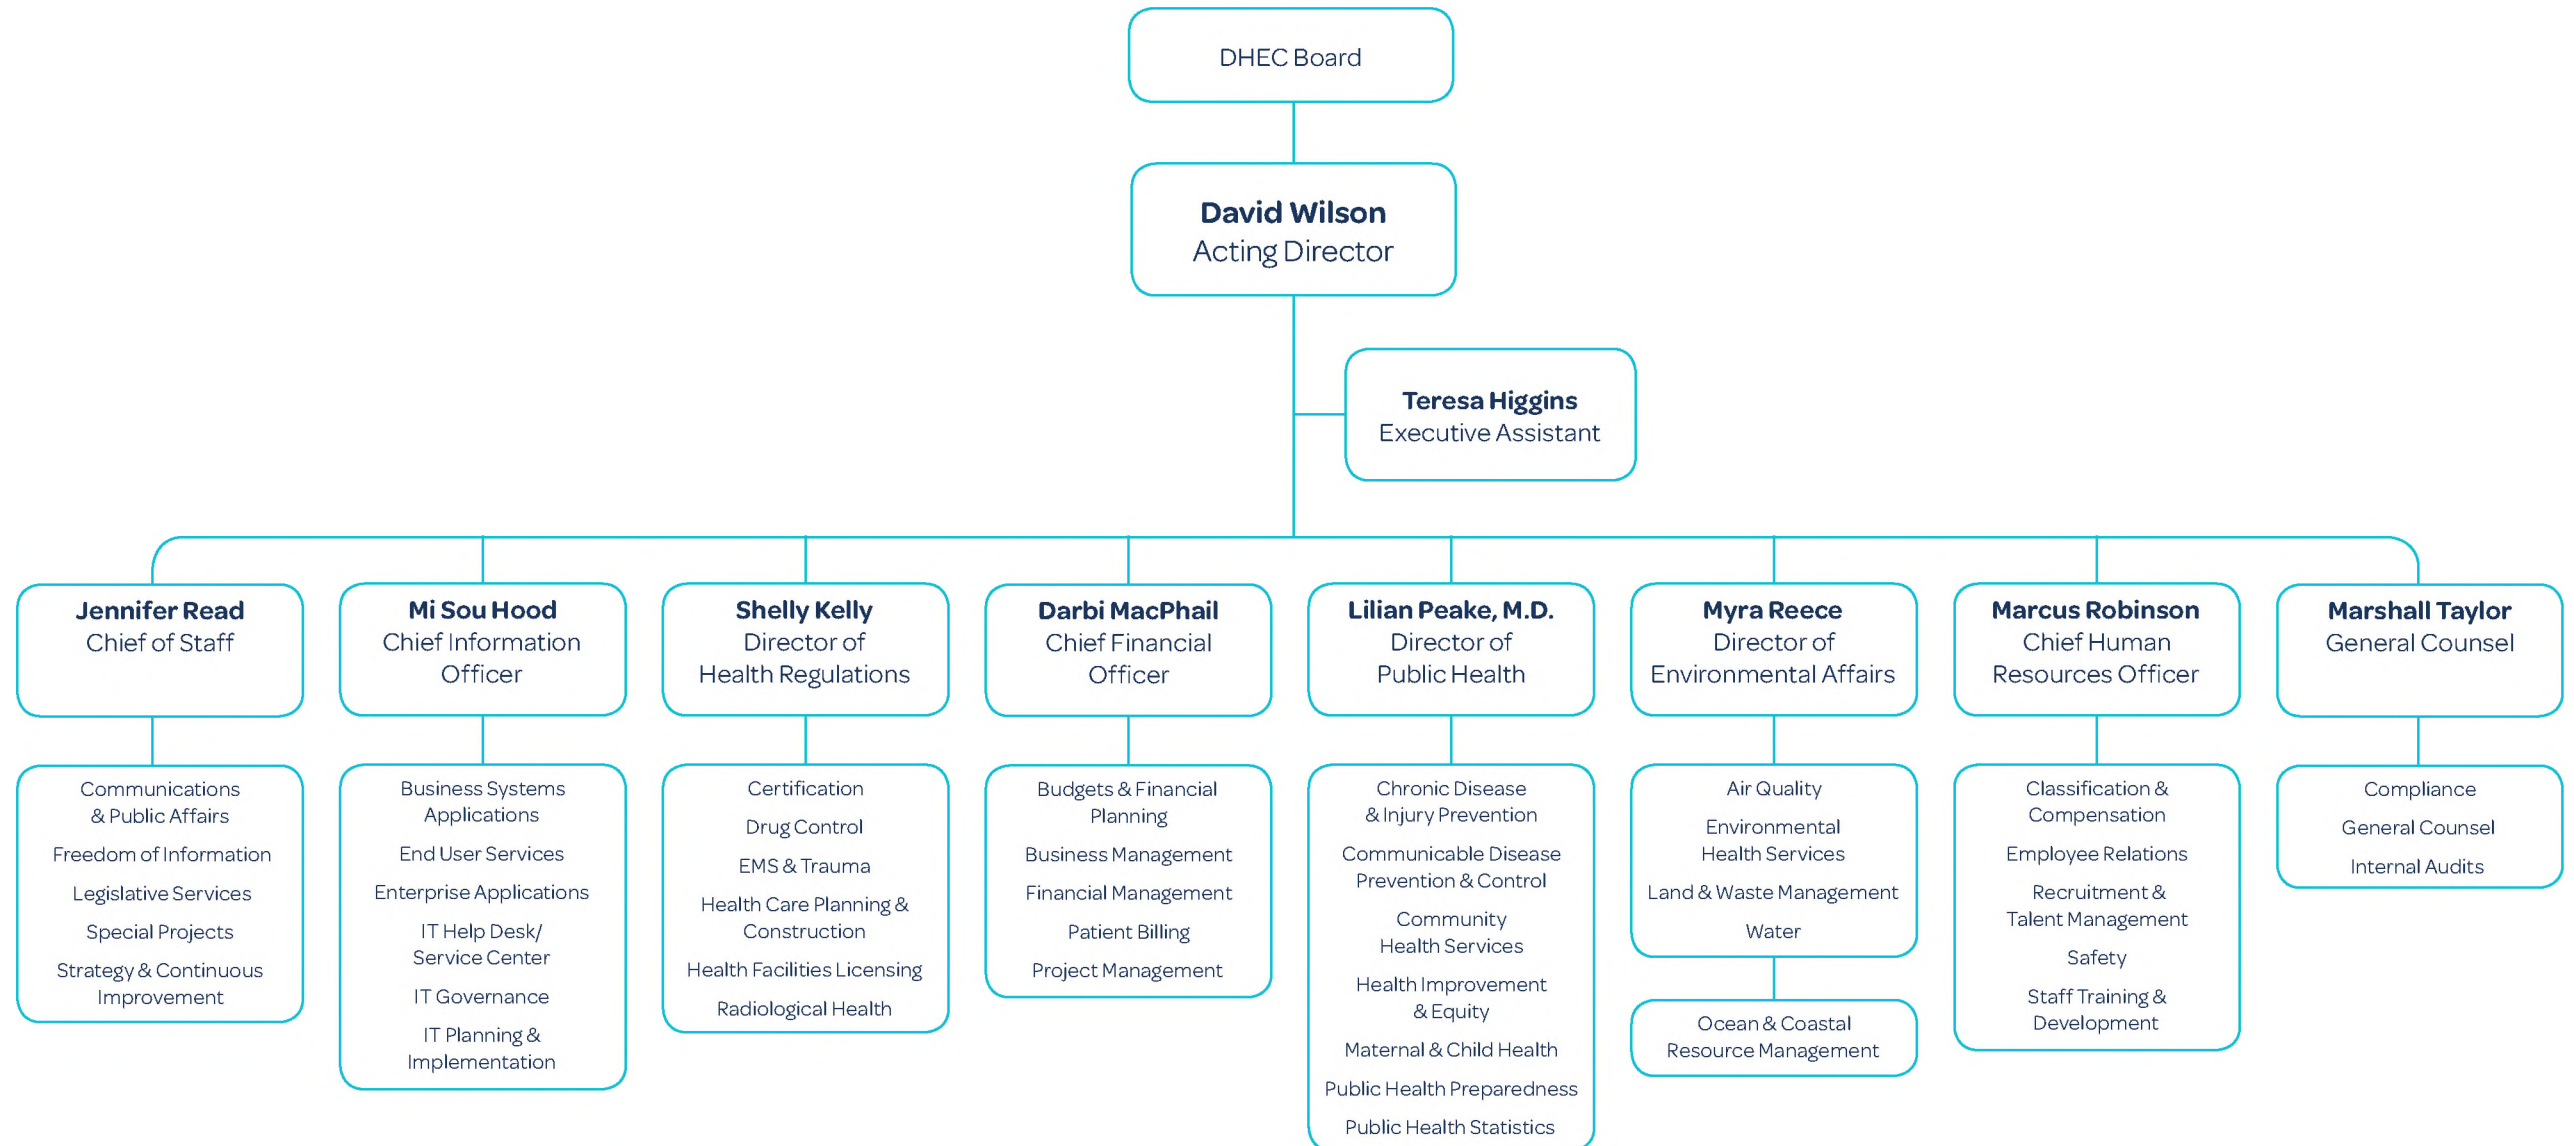 DHEC Board
David Wilson
Acting Director
Teresa Higgins
Executive Assistant
Jennifer Read
Chief of Staff
Communications
& Public Affairs
Freedom of Information
Legislative Services
Special Projects
Strategy & Continuous
Improvement
Mi Sou Hood
Chief Information
Officer
Business Systems
Applications
End User Services
Enterprise Applications
IT Help Desk/
Service Center
IT Governance
IT Planning &
Implementation
Shelly Kelly
Director of
Health Regulations
Certification
Drug Control
EMS & Trauma
Health Care Planning &
Construction
Health Facilities Licensing
Radiological Health
Darbi MacPhail
Chief Financial
Officer
Budgets & Financial
Planning
Business Management
Financial Management
Patient Billing
Project Management
Lilian Peake, M.D.
Director of
Public Health
Chronic Disease
& Injury Prevention
Communicable Disease
Prevention & Control
Community
Health Services
Health Improvement
& Equity
Maternal & Child Health
Public Health Preparedness
Public Health Statistics
Myra Reece
Director of
Environmental Affairs
Air Quality
Environmental
Health Services
Land & Waste Management
Water
Ocean & Coastal
Resource Management
Marcus Robinson
Chief Human
Resources Officer
Classification &
Compensation
Employee Relations
Recruitment &
Talent Management
Safety
Staff Training &
Development
Marshall Taylor
General Counsel
Compliance
General Counsel
Internal Audits